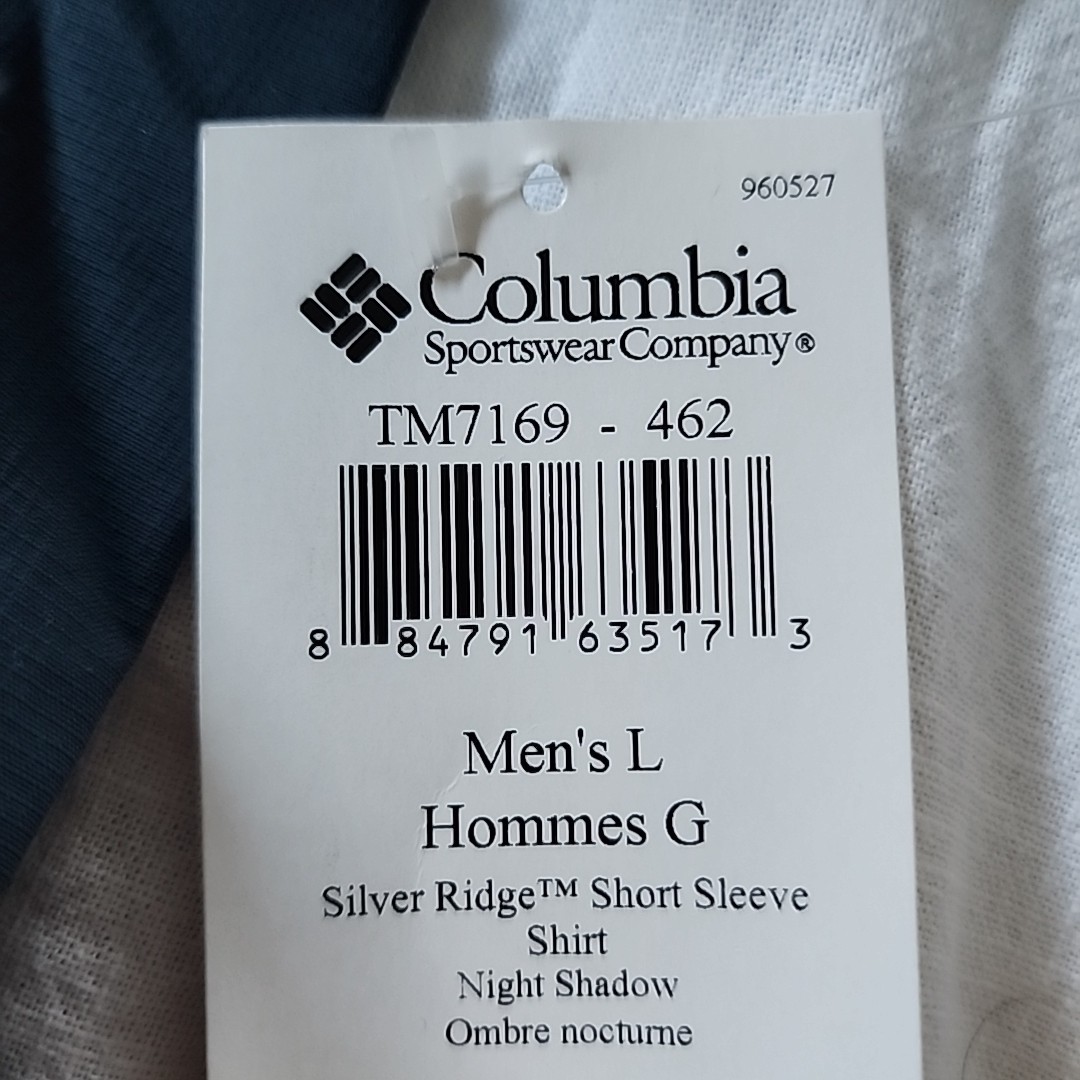 960527
Columbia
Sportswear Company®
TM7169 - 462
8 84791 63517 3
Men's L
Hommes G
Silver Ridge™ Short Sleeve
Shirt
Night Shadow
Ombre nocturne